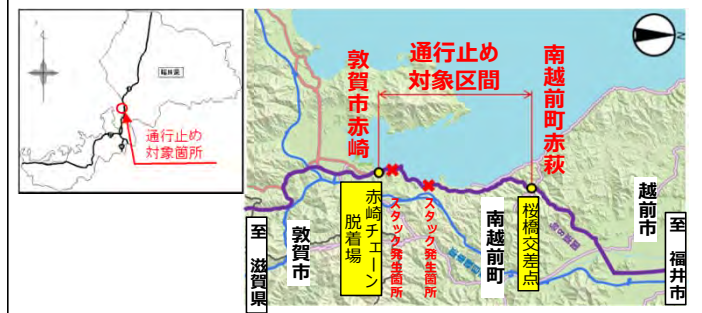 福井県
通行止め
対象箇所
通行止め
対象区間
敦賀市赤崎
南越前町赤萩
N
至 滋賀県
敦賀市
赤崎チェーン
脱着場
スタック発生箇所
スタック発生箇所
南越前町
桜橋交差点
越前市
至 福井市